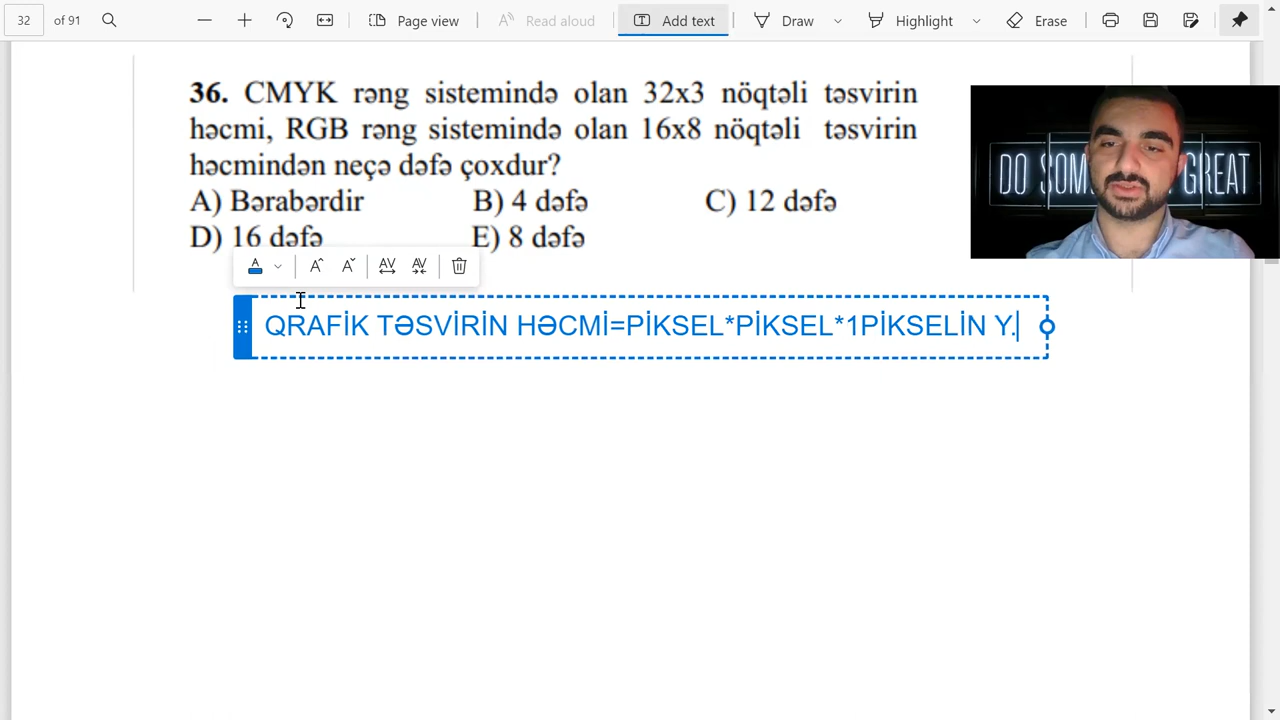 32 of 91 Page view Read aloud Add text Draw Highlight Erase
36. CMYK rəng sistemində olan 32x3 nöqtəli təsvirin
həcmi, RGB rəng sistemində olan 16x8 nöqtəli təsvirin
həcmindən neçə dəfə çoxdur?
A) Bərabərdir B) 4 dəfə C) 12 dəfə
D) 16 dəfə E) 8 dəfə
QRAFİK TƏSVİRİN HƏCMİ=PİKSEL*PİKSEL*1PİKSELİN Y.
DO GREAT